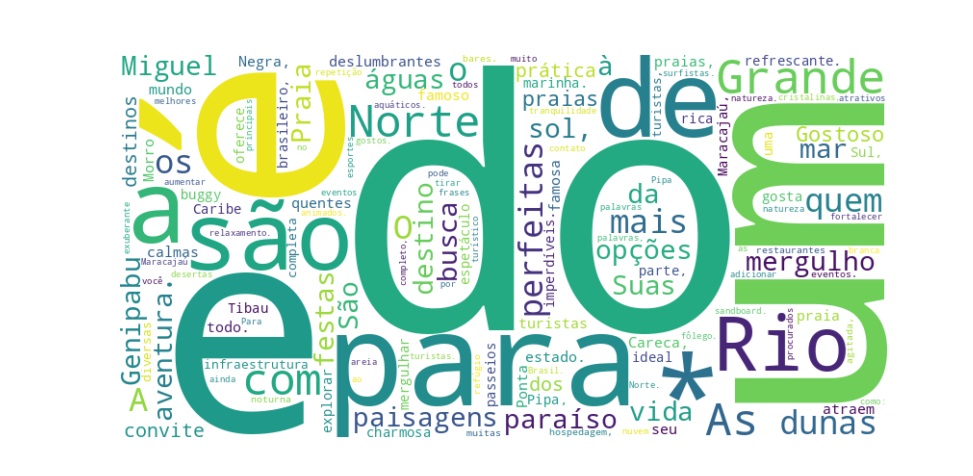 Miguel
Negra,
deslumbrantes
bares.
muito
refrescante.
mundo
melhores
repetição
todos
águas
o
prática
à
praias,
surfistas.
Grande
destinos
é
principais
oferece
brasileiro,
Praia
no
famoso
aquáticos.
marinha.
praias
tranquilidade
de
turistas,
rica
natureza.
cristalinas.
atrativos
Morro
os
aumentar
esportes
gostos.
Norte
sol,
contato
Maracajaú,
uma
Gostoso
mar
Sul,
exuberante
a
buggy
Caribe
quentes
eventos
animados.
pode
tirar
frases
do
perfeitas
famosa
imperdíveis.
Pipa
da
palavras
mais
um
gosta
natureza
quem
fortalecer
calmas
Maracajaú
são
relaxamento.
completa
O
destino
busca
espetáculo
turístico
palavras,
opções
parte,
as
restaurantes
branca
mergulho
você
desertas
completo,
por
Suas
adicionar
eventos.
Genipabu
aventura.
Tibau
todo.
Para
e
festas
São
turistas
sandboard.
Rio
procurados
praia
agitada,
diversas
infraestrutura
ainda
com
noturna
explorar
areia
ao
para
mergulhar
turistas.
refúgio
passeios
estado.
Brasil.
Ponta
dos
Pipa,
Careca,
ideal
fôlego.
Norte.
*
A
convite
paisagens
charmosa
muitas
paraíso
hospedagem,
nuvem
vida
seu
As
dunas
atraem
como: